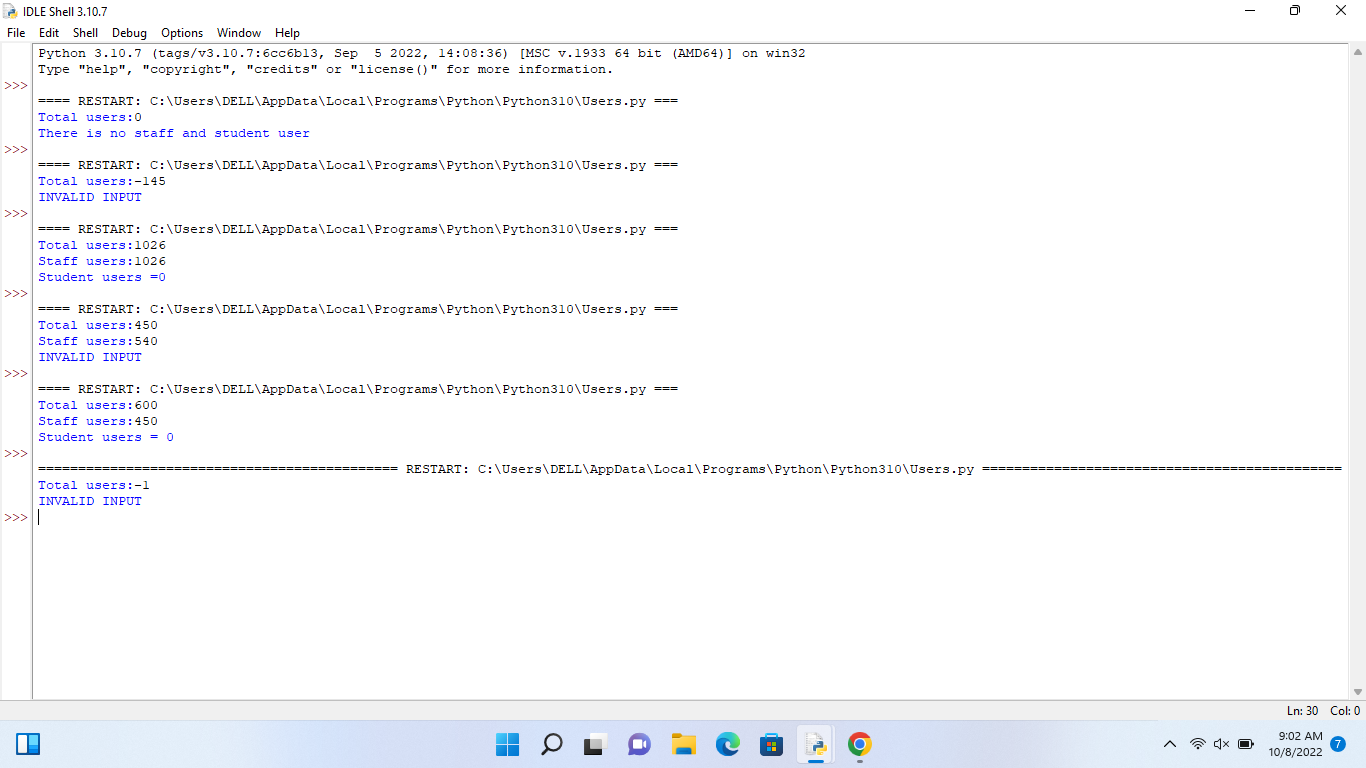 IDLE Shell 3.10.7
File Edit Shell Debug Options Window Help
Python 3.10.7 (tags/v3.10.7:6cc6b13, Sep  5 2022, 14:08:36) [MSC v.1933 64 bit (AMD64)] on win32
Type "help", "copyright", "credits" or "license()" for more information.
>>>
==== RESTART: C:\Users\DELL\AppData\Local\Programs\Python\Python310\Users.py ===
Total users:0
There is no staff and student user
>>>
==== RESTART: C:\Users\DELL\AppData\Local\Programs\Python\Python310\Users.py ===
Total users:-145
INVALID INPUT
>>>
==== RESTART: C:\Users\DELL\AppData\Local\Programs\Python\Python310\Users.py ===
Total users:1026
Staff users:1026
Student users =0
>>>
==== RESTART: C:\Users\DELL\AppData\Local\Programs\Python\Python310\Users.py ===
Total users:450
Staff users:540
INVALID INPUT
>>>
==== RESTART: C:\Users\DELL\AppData\Local\Programs\Python\Python310\Users.py ===
Total users:600
Staff users:450
Student users = 0
>>>
============================================= RESTART: C:\Users\DELL\AppData\Local\Programs\Python\Python310\Users.py =============================================
Total users:-1
INVALID INPUT
>>>
Ln: 30 Col: 0
9:02 AM
10/8/2022 7